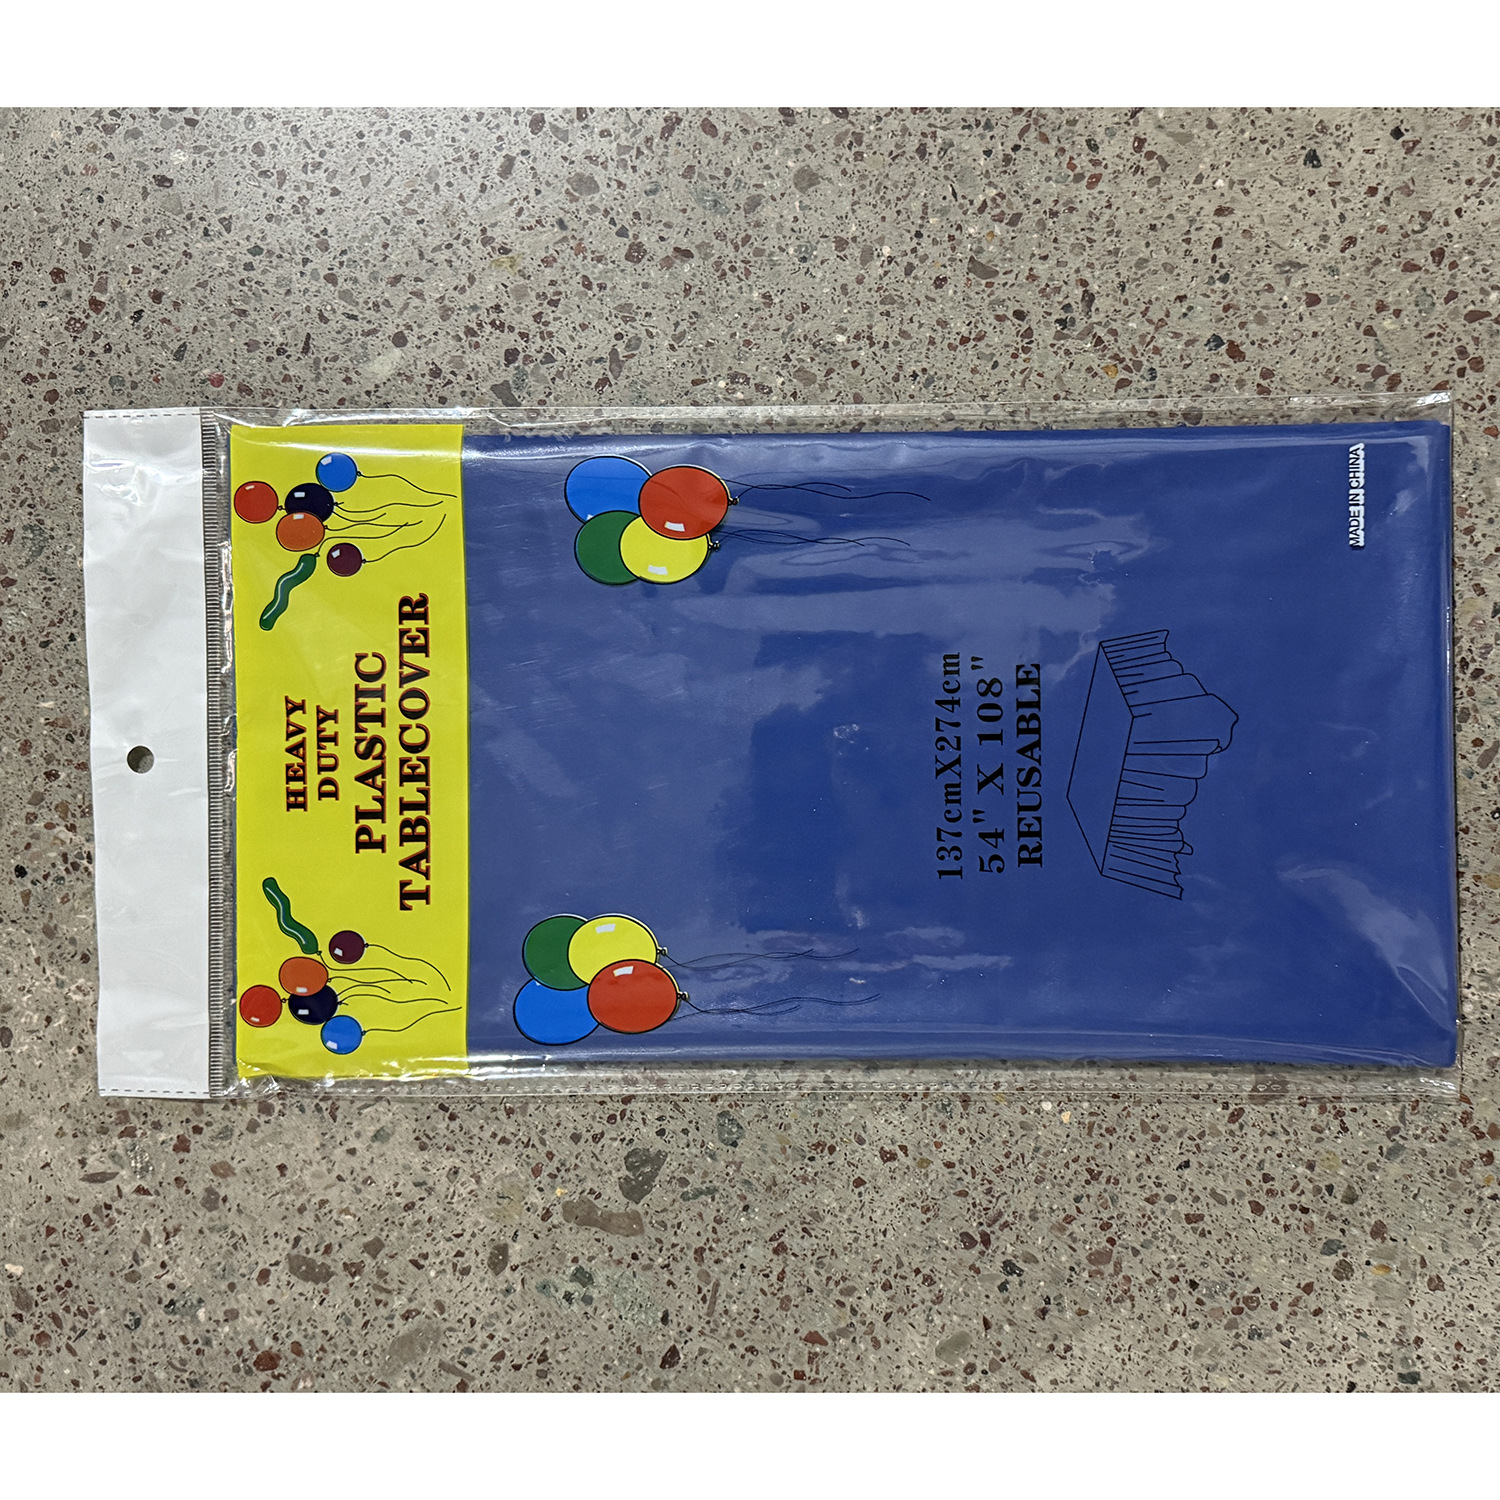 HEAVY
DUTY
PLASTIC
TABLECOVER
137cmX274cm
54" X 108"
REUSABLE
MADE IN CHINA